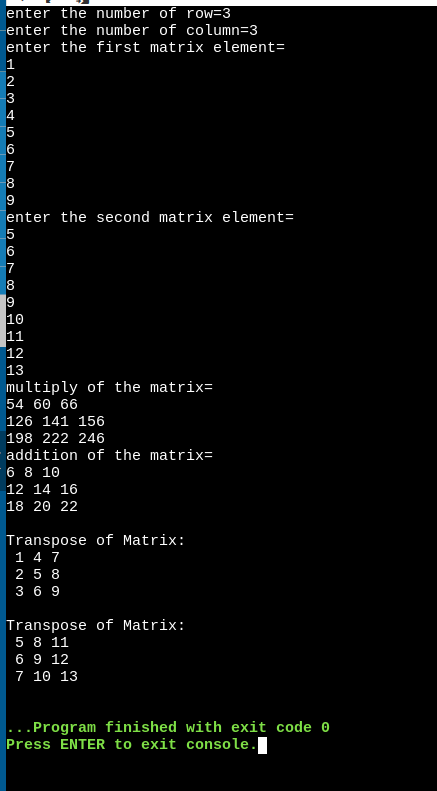 enter the number of row=3
enter the number of column=3
enter the first matrix element=
1
2
3
4
5
6
7
8
9
enter the second matrix element=
5
6
7
8
9
10
11
12
13
multiply of the matrix=
54 60 66
126 141 156
198 222 246
addition of the matrix=
6 8 10
12 14 16
18 20 22
Transpose of Matrix:
1 4 7
2 5 8
3 6 9
Transpose of Matrix:
5 8 11
6 9 12
7 10 13
...Program finished with exit code 0
Press ENTER to exit console.